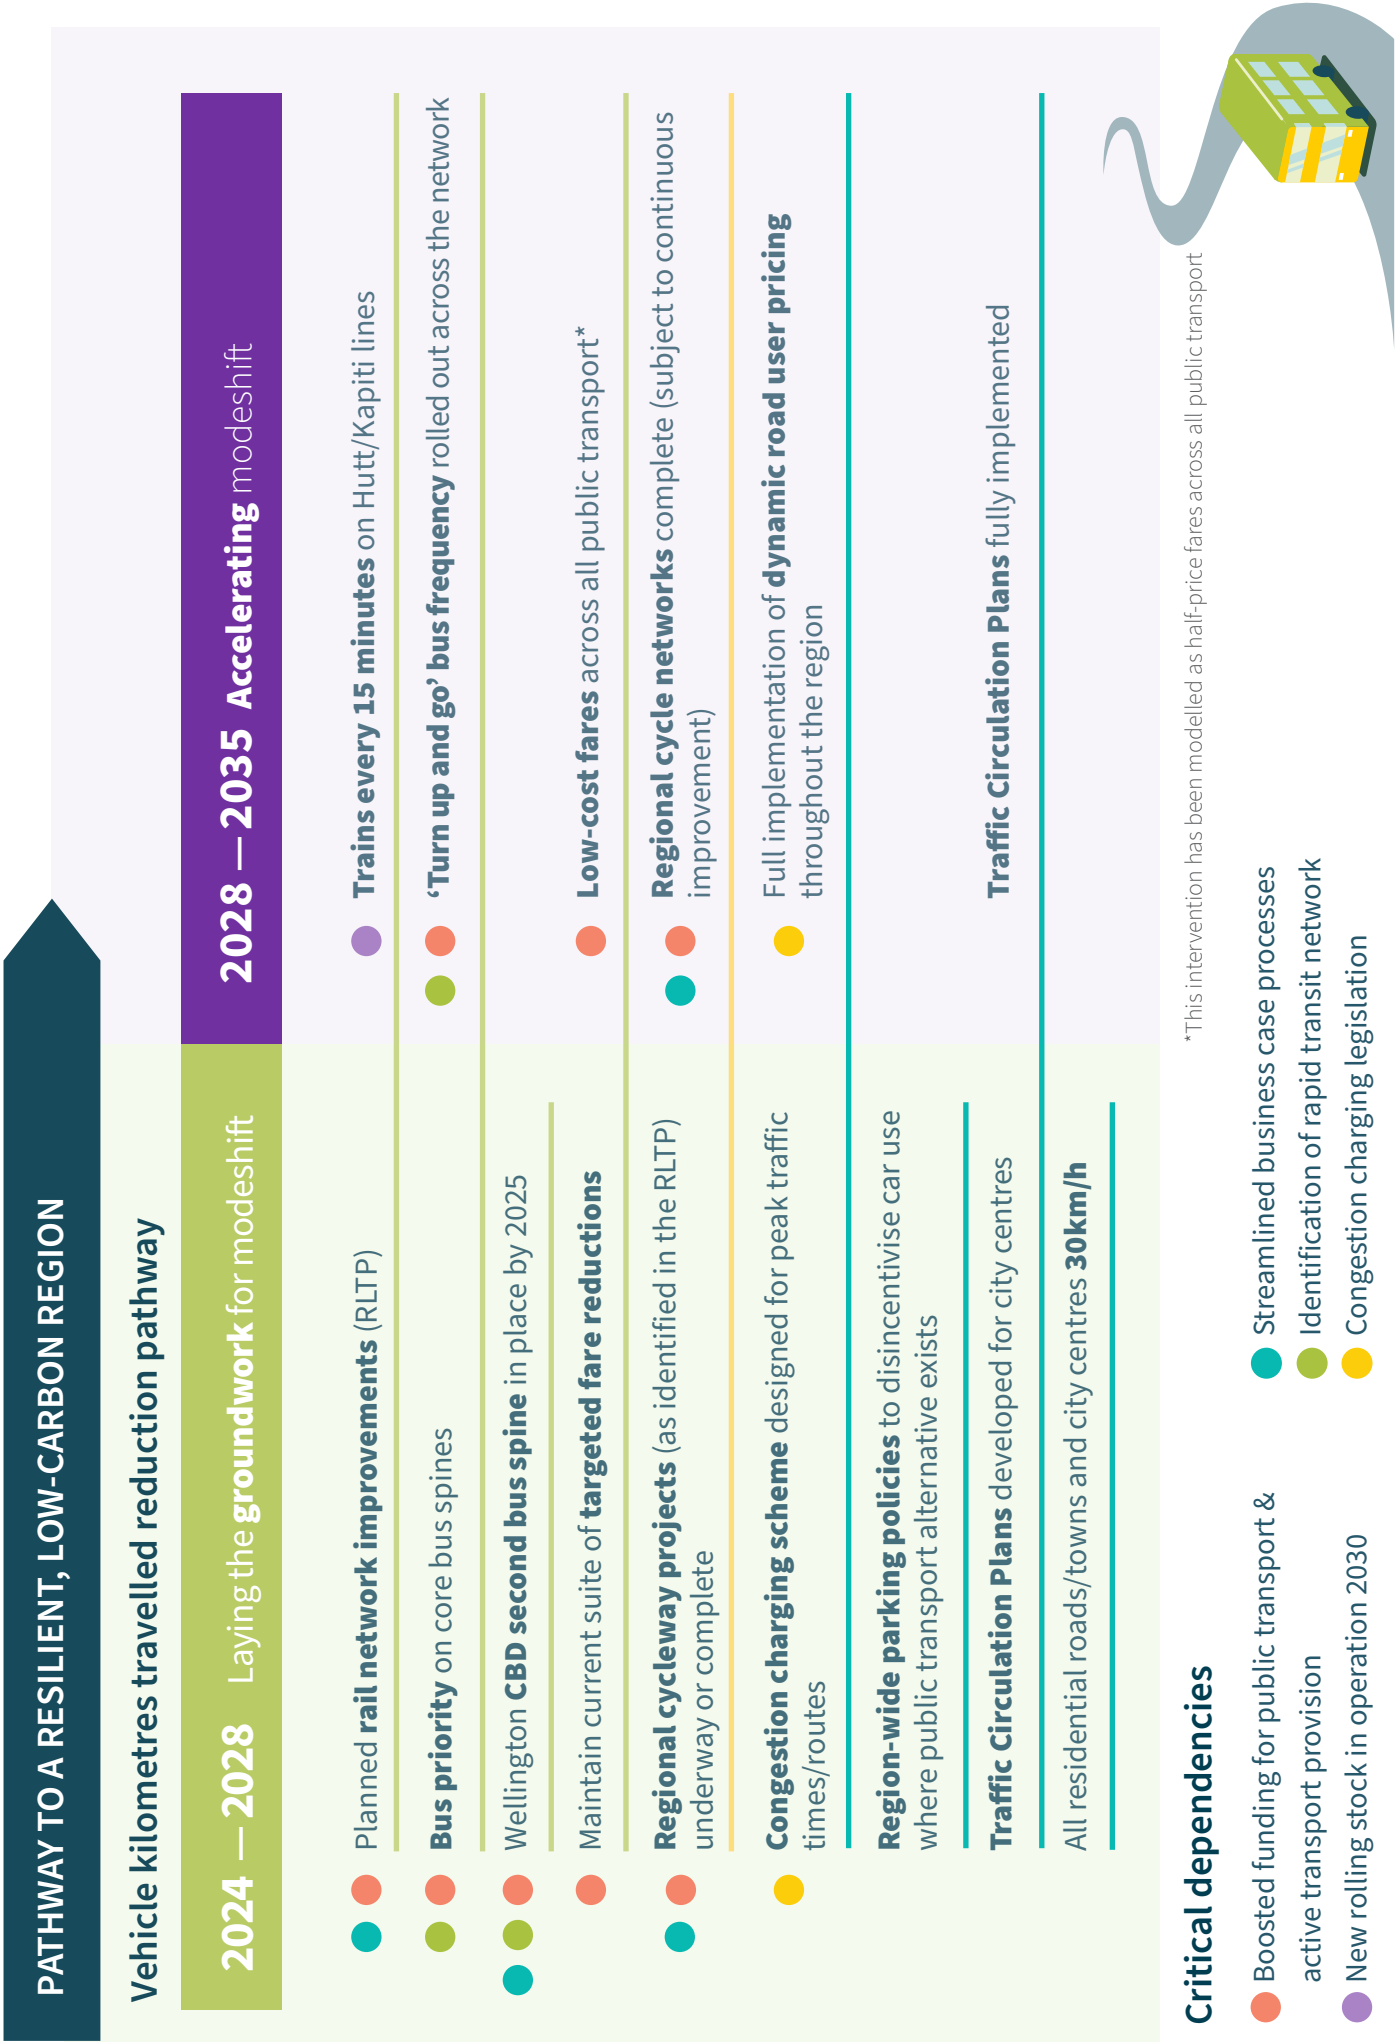 PATHWAY TO A RESILIENT, LOW-CARBON REGION
Vehicle kilometres travelled reduction pathway
2024 — 2028 Laying the groundwork for modeshift
Planned rail network improvements (RLTP)
Bus priority on core bus spines
Wellington CBD second bus spine in place by 2025
Maintain current suite of targeted fare reductions
Regional cycleway projects (as identified in the RLTP)
underway or complete
Congestion charging scheme designed for peak traffic
times/routes
Region-wide parking policies to disincentivise car use
where public transport alternative exists
Traffic Circulation Plans developed for city centres
All residential roads/towns and city centres 30km/h
2028 — 2035 Accelerating modeshift
Trains every 15 minutes on Hutt/Kapiti lines
‘Turn up and go’ bus frequency rolled out across the network
Low-cost fares across all public transport*
Regional cycle networks complete (subject to continuous
improvement)
Full implementation of dynamic road user pricing
throughout the region
Traffic Circulation Plans fully implemented
*This intervention has been modelled as half-price fares across all public transport
Critical dependencies
Boosted funding for public transport &
active transport provision
New rolling stock in operation 2030
Streamlined business case processes
Identification of rapid transit network
Congestion charging legislation